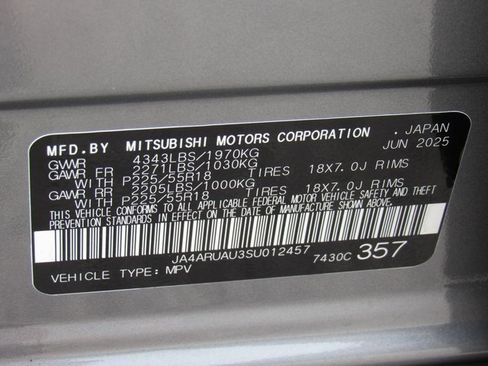 MFD.BY MITSUBISHI MOTORS CORPORATION . JAPAN
GVWR 4343LBS/1970KG JUN 2025
GAWR FR 2271LBS/1030KG
WITH P225/55R18 TIRES 18X7.0J RIMS
GAWR RR 2205LBS/1000KG
WITH P225/55R18 TIRES 18X7.0J RIMS
THIS VEHICLE CONFORMS TO ALL APPLICABLE FEDERAL MOTOR VEHICLE SAFETY AND THEFT
PREVENTION STANDARDS IN EFFECT ON THE DATE OF MANUFACTURE SHOWN ABOVE.
JA4ARUAU3SU012457
VEHICLE TYPE: MPV 7430C 357